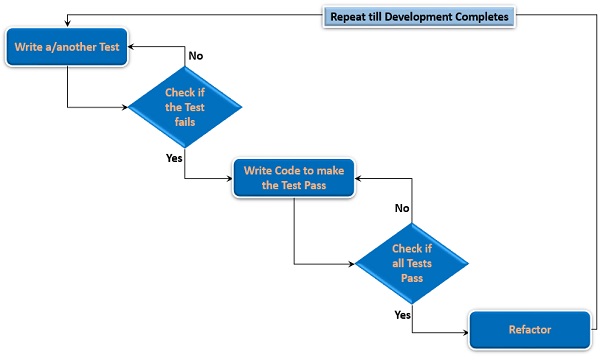 Repeat till Development Completes
Write a/another Test
No
Check if
the Test
fails
Yes
Write Code to make
the Test Pass
No
Check if
all Tests
Pass
Yes
Refactor